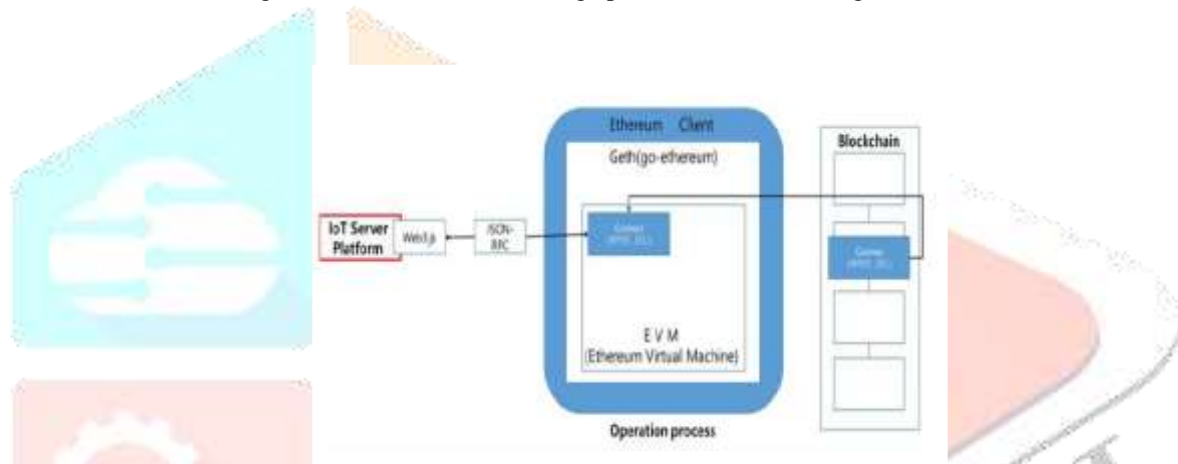 Ethereum Client
Geth(go-ethereum)
Blockchain
IoT Server
Platform
Web3.js
JSON-
RPC
E V M
(Ethereum Virtual Machine)
Operation process